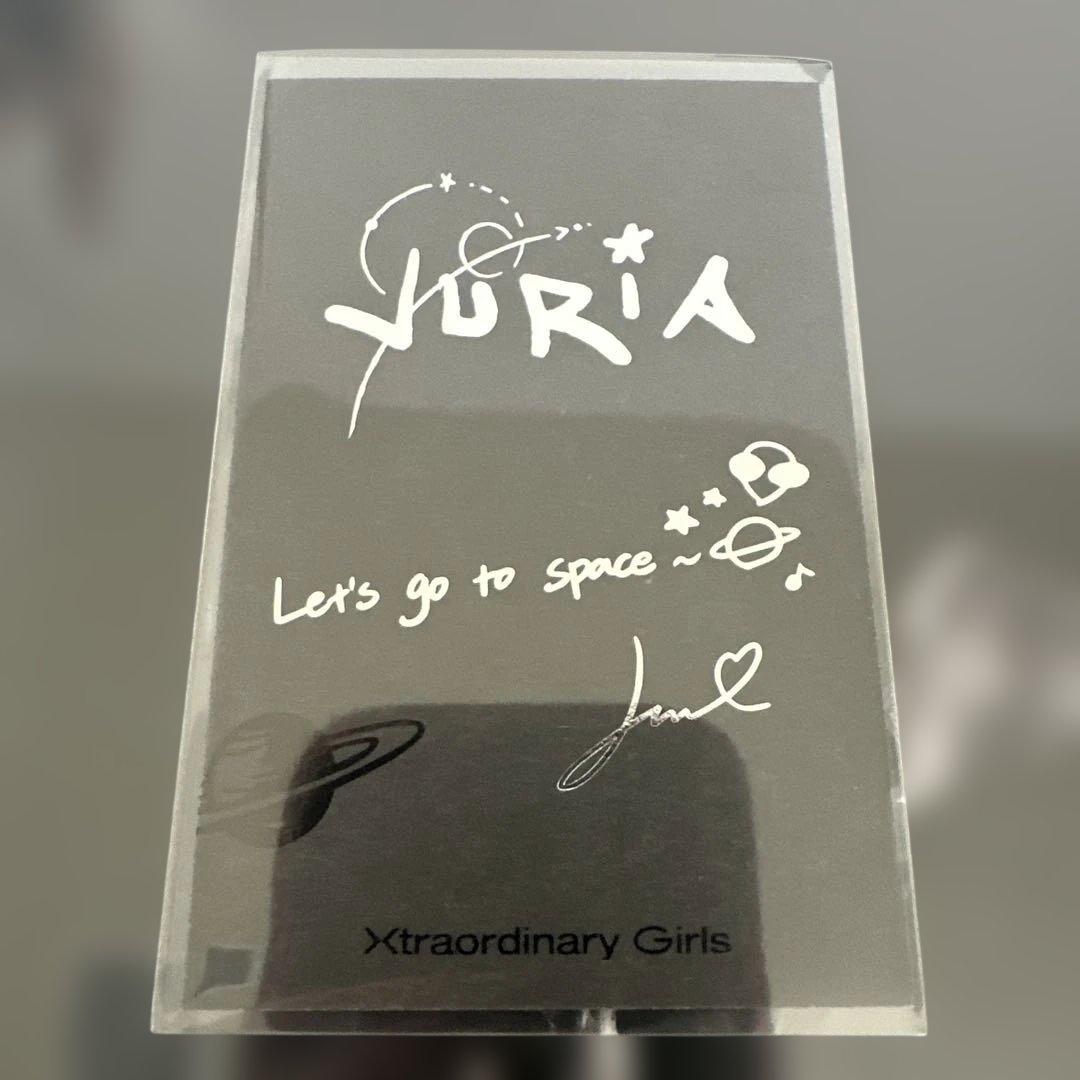 YURiA
Let's go to space ~
Xtraordinary Girls